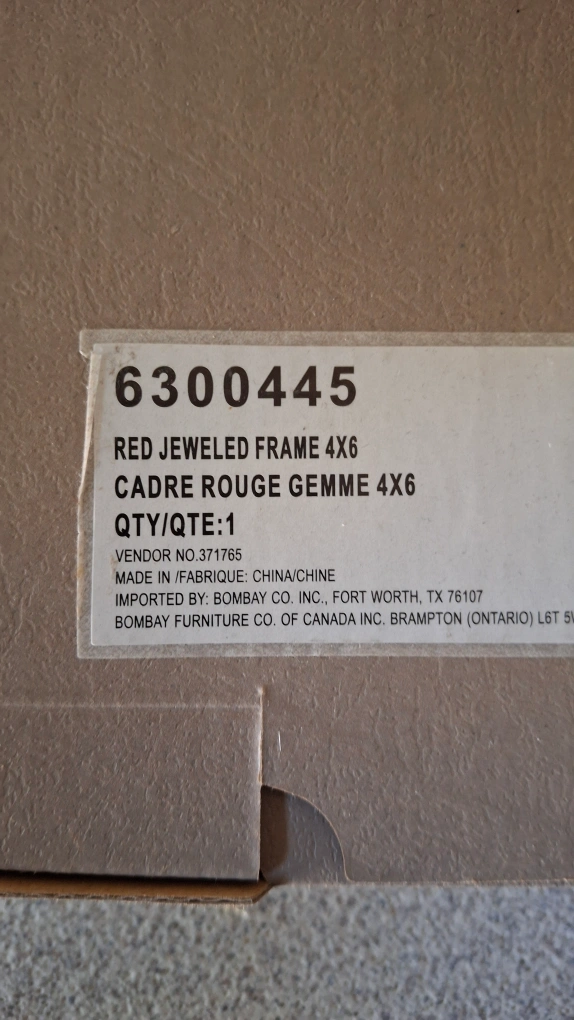 6300445
RED JEWELED FRAME 4X6
CADRE ROUGE GEMME 4X6
QTY/QTE:1
VENDOR NO.371765
MADE IN /FABRIQUE: CHINA/CHINE
IMPORTED BY: BOMBAY CO. INC., FORT WORTH, TX 76107
BOMBAY FURNITURE CO. OF CANADA INC. BRAMPTON (ONTARIO) L6T